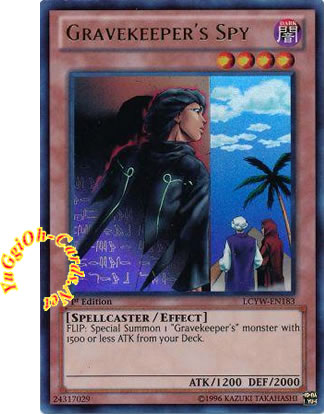 GRAVEKEEPER'S SPY
DARK
闇
YuGiOh-Cards.Net
1st Edition
LCYW-EN183
[SPELLCASTER / EFFECT]
FLIP: Special Summon 1 "Gravekeeper's" monster with
1500 or less ATK from your Deck.
ATK/1200 DEF/2000
24317029
©1996 KAZUKI TAKAHASHI